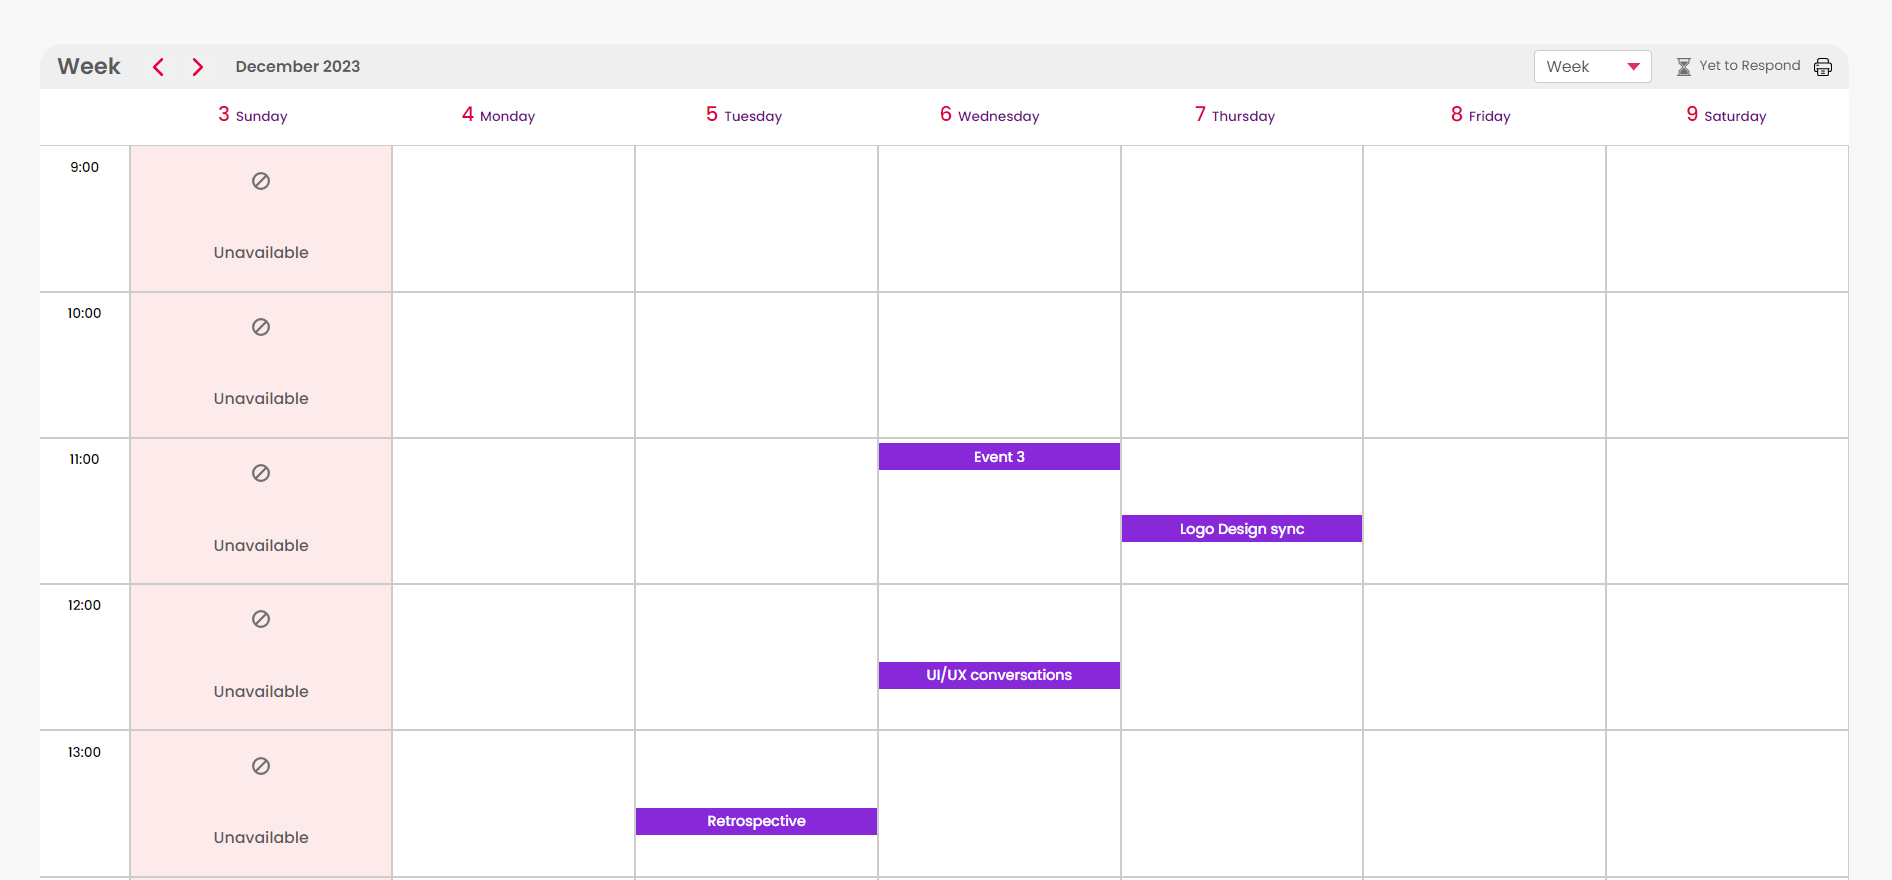 Week December 2023 Week Yet to Respond
3 Sunday 4 Monday 5 Tuesday 6 Wednesday 7 Thursday 8 Friday 9 Saturday
9:00
Unavailable
10:00
Unavailable
11:00 Event 3
Logo Design sync
Unavailable
12:00
UI/UX conversations
Unavailable
13:00
Retrospective
Unavailable